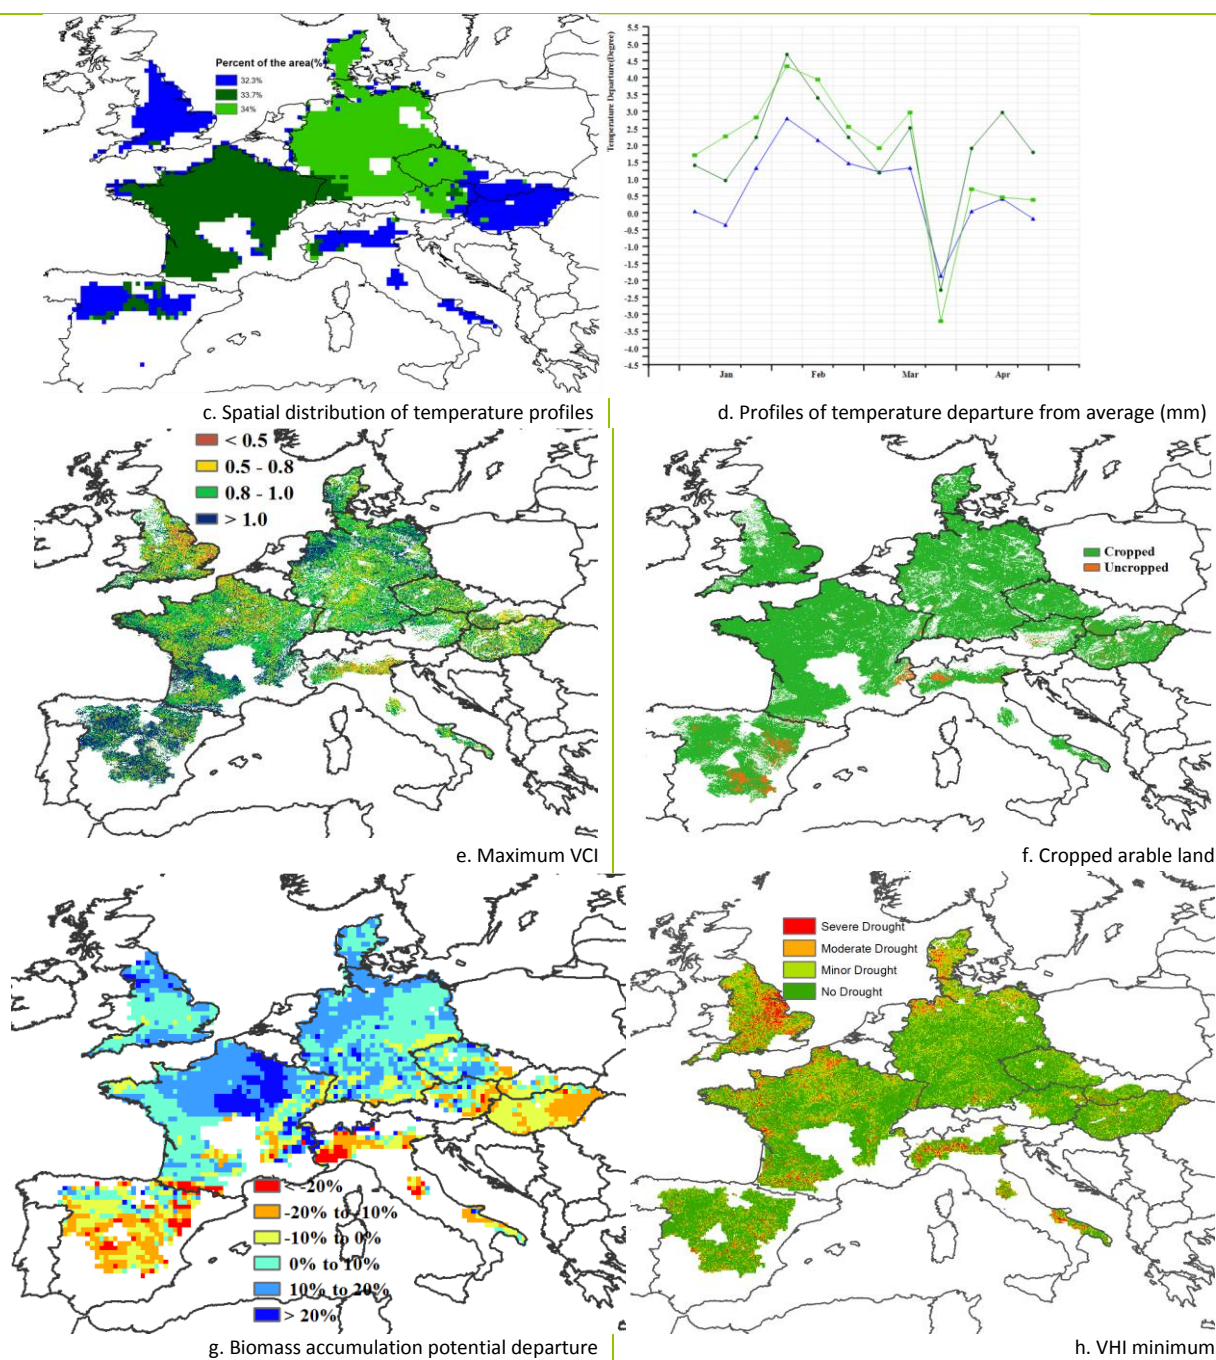 Percent of the area(%)
32.3%
33.7%
34%
Temperature Departure(Degree)
5.5
5.0
4.5
4.0
3.5
3.0
2.5
2.0
1.5
1.0
0.5
0.0
-0.5
-1.0
-1.5
-2.0
-2.5
-3.0
-3.5
-4.0
-4.5
Jan Feb Mar Apr
c. Spatial distribution of temperature profiles
d. Profiles of temperature departure from average (mm)
< 0.5
0.5 - 0.8
0.8 - 1.0
> 1.0
Cropped
Uncropped
e. Maximum VCI
f. Cropped arable land
-20%
-20% to -10%
-10% to 0%
0% to 10%
10% to 20%
> 20%
Severe Drought
Moderate Drought
Minor Drought
No Drought
g. Biomass accumulation potential departure
h. VHI minimum